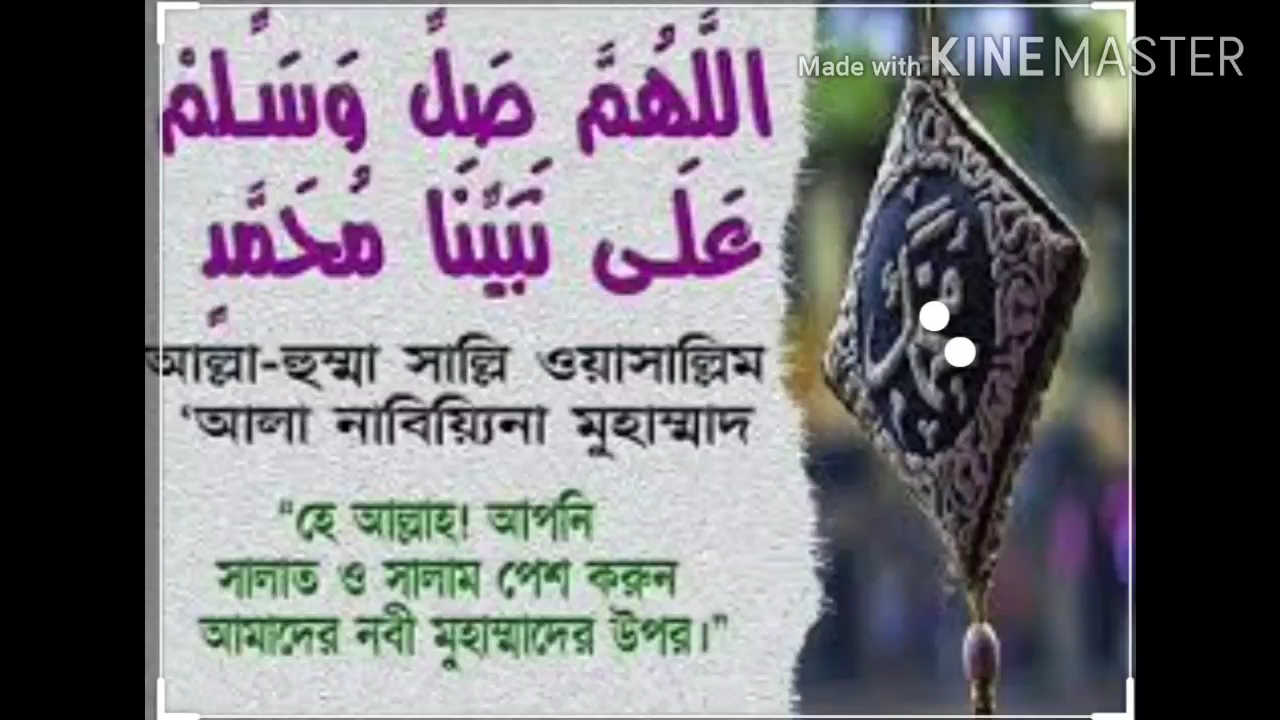 Made with KINEMASTER
اللَّهُمَّ صَلِّ وَسَلِّمْ
عَلَى نَبَيِّنَا مُحَمَّدٍ
আল্লা-হুম্মা সাল্লি ওয়াসাল্লিম
‘আলা নাবিয়্যিনা মুহাম্মাদ
“হে আল্লাহ! আপনি
সালাত ও সালাম পেশ করুন
আমাদের নবী মুহাম্মাদের উপর।”